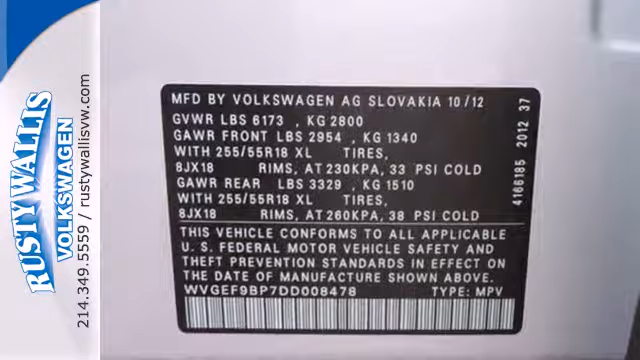 RUSTY WALLIS
VOLKSWAGEN
214.349.5559 / rustywallisvw.com
MFD BY VOLKSWAGEN AG SLOVAKIA 10/12
GVWR LBS 6173 , KG 2800
GAWR FRONT LBS 2954 , KG 1340
WITH 255/55R18 XL TIRES,
8JX18 RIMS, AT 230KPA, 33 PSI COLD
GAWR REAR LBS 3329 , KG 1510
WITH 255/55R18 XL TIRES,
8JX18 RIMS, AT 260KPA, 38 PSI COLD
THIS VEHICLE CONFORMS TO ALL APPLICABLE
U. S. FEDERAL MOTOR VEHICLE SAFETY AND
THEFT PREVENTION STANDARDS IN EFFECT ON
THE DATE OF MANUFACTURE SHOWN ABOVE.
WVGEF9BP7DD008478 TYPE: MPV
4166185 2012 37